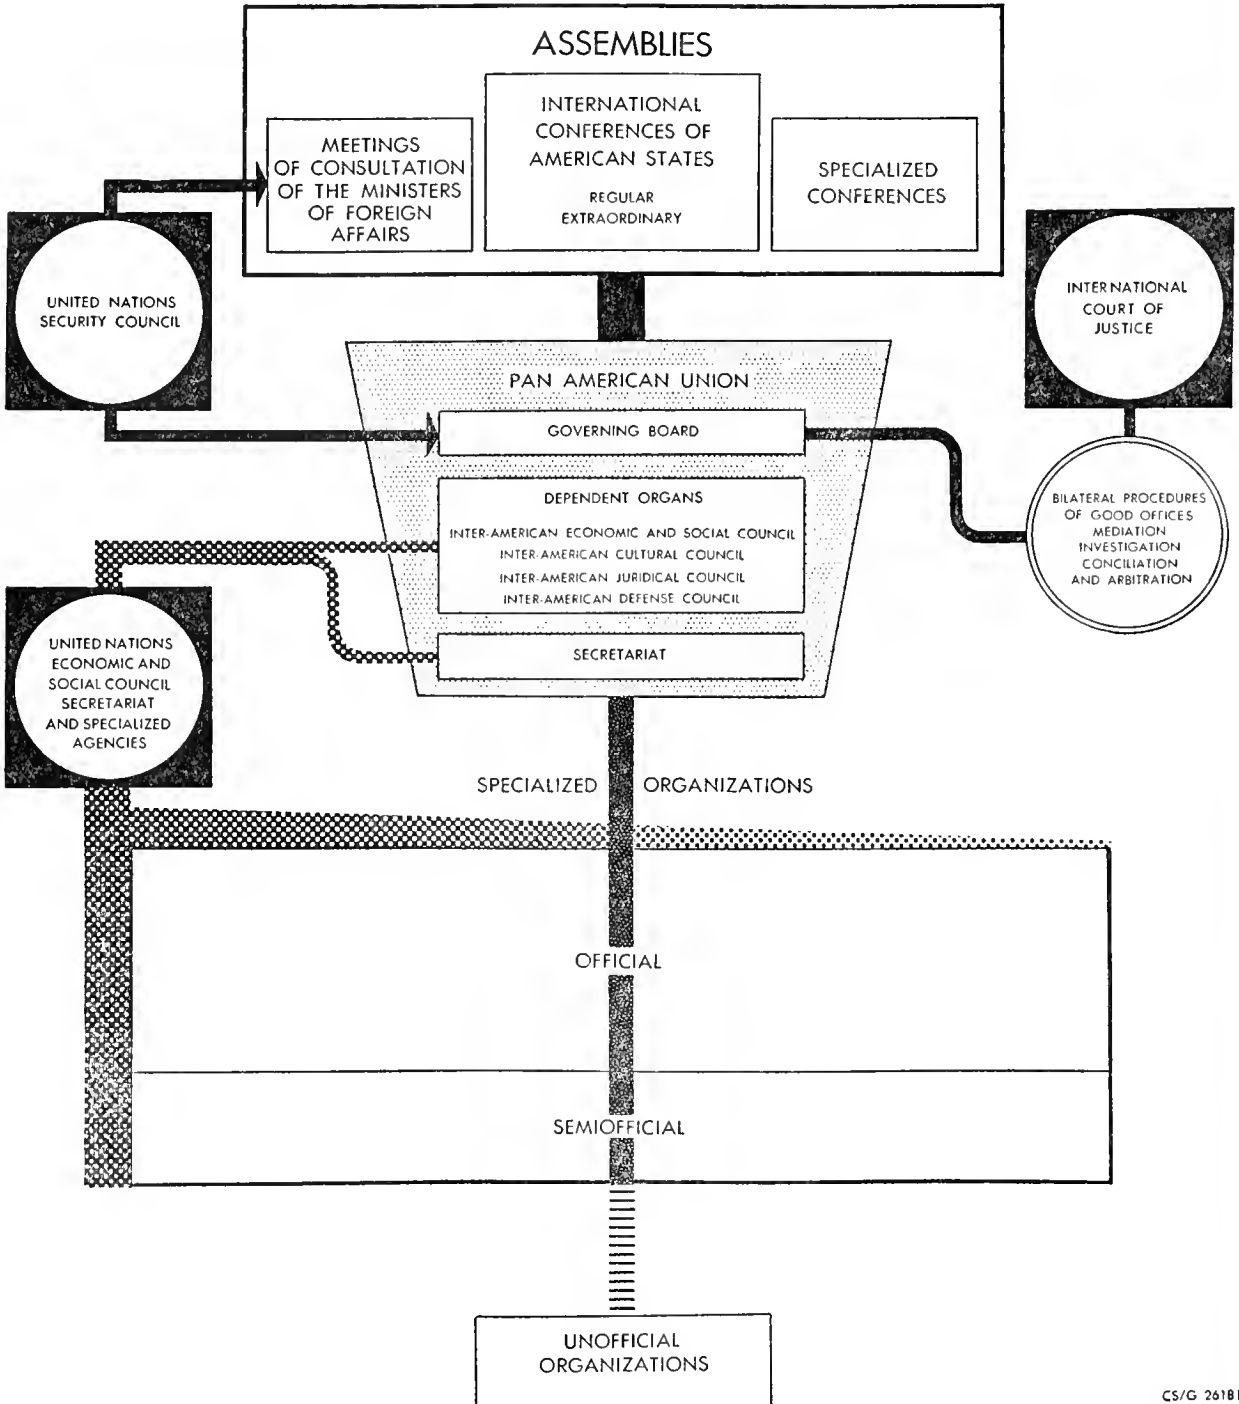 ASSEMBLIES
MEETINGS
OF CONSULTATION
OF THE MINISTERS
OF FOREIGN
AFFAIRS
INTERNATIONAL
CONFERENCES OF
AMERICAN STATES
REGULAR
EXTRAORDINARY
SPECIALIZED
CONFERENCES
UNITED NATIONS
SECURITY COUNCIL
INTERNATIONAL
COURT OF
JUSTICE
PAN AMERICAN UNION
GOVERNING BOARD
DEPENDENT ORGANS
INTER-AMERICAN ECONOMIC AND SOCIAL COUNCIL
INTER-AMERICAN CULTURAL COUNCIL
INTER-AMERICAN JURIDICAL COUNCIL
INTER-AMERICAN DEFENSE COUNCIL
SECRETARIAT
BILATERAL PROCEDURES
OF GOOD OFFICES
MEDIATION
INVESTIGATION
CONCILIATION
AND ARBITRATION
UNITED NATIONS
ECONOMIC AND
SOCIAL COUNCIL
SECRETARIAT
AND SPECIALIZED
AGENCIES
SPECIALIZED ORGANIZATIONS
OFFICIAL
SEMIOFFICIAL
UNOFFICIAL
ORGANIZATIONS
CS/G 26181